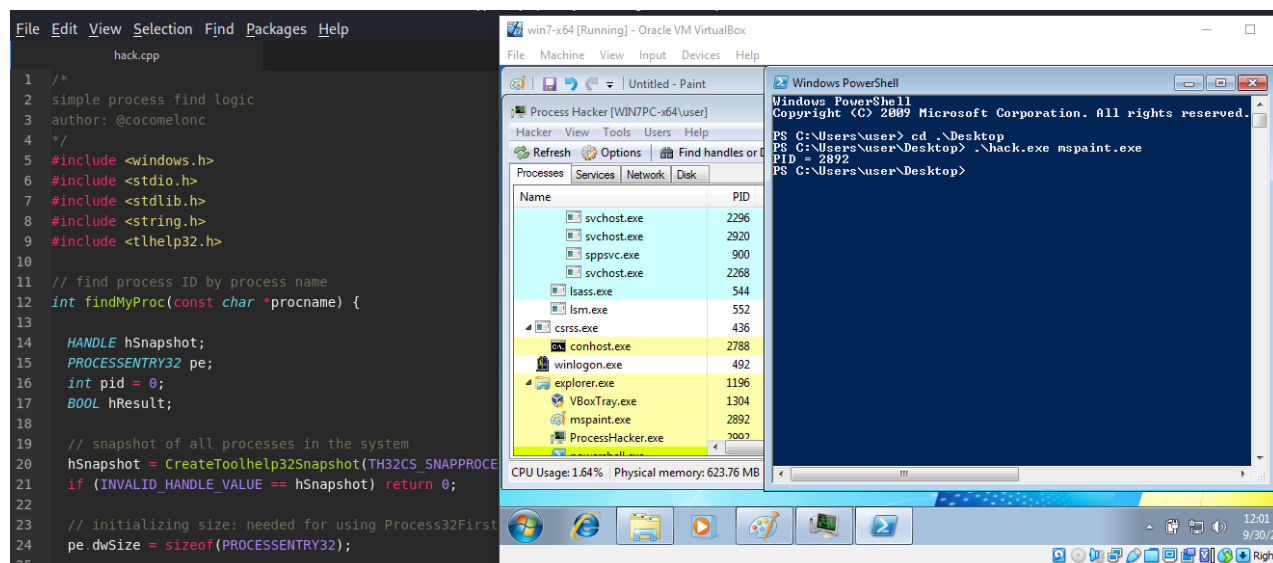 File Edit View Selection Find Packages Help
hack.cpp
1 /*
2 simple process find logic
3 author: @cocomelonc
4 */
5 #include <windows.h>
6 #include <stdio.h>
7 #include <stdlib.h>
8 #include <string.h>
9 #include <tlhelp32.h>
10
11 // find process ID by process name
12 int findMyProc(const char *procname) {
13
14 HANDLE hSnapshot;
15 PROCESSENTRY32 pe;
16 int pid = 0;
17 BOOL hResult;
18
19 // snapshot of all processes in the system
20 hSnapshot = CreateToolhelp32Snapshot(TH32CS_SNAPPROCE
21 if (INVALID_HANDLE_VALUE == hSnapshot) return 0;
22
23 // initializing size: needed for using Process32First
24 pe.dwSize = sizeof(PROCESSENTRY32);
win7-x64 [Running] - Oracle VM VirtualBox
File Machine View Input Devices Help
Untitled - Paint
Process Hacker [WIN7PC-x64\user]
Hacker View Tools Users Help
Refresh Options Find handles or D
Processes Services Network Disk
Name PID
svchost.exe 2296
svchost.exe 2920
sppsvc.exe 900
svchost.exe 2268
lsass.exe 544
lsm.exe 552
csrss.exe 436
conhost.exe 2788
winlogon.exe 492
explorer.exe 1196
VBoxTray.exe 1304
mspaint.exe 2892
ProcessHacker.exe 2992
CPU Usage: 1.64% Physical memory: 623.76 MB
Windows PowerShell
Windows PowerShell
Copyright (C) 2009 Microsoft Corporation. All rights reserved.
PS C:\Users\user> cd .\Desktop
PS C:\Users\user\Desktop> .\hack.exe mspaint.exe
PID = 2892
PS C:\Users\user\Desktop>
12:01
9/30/2
Righ